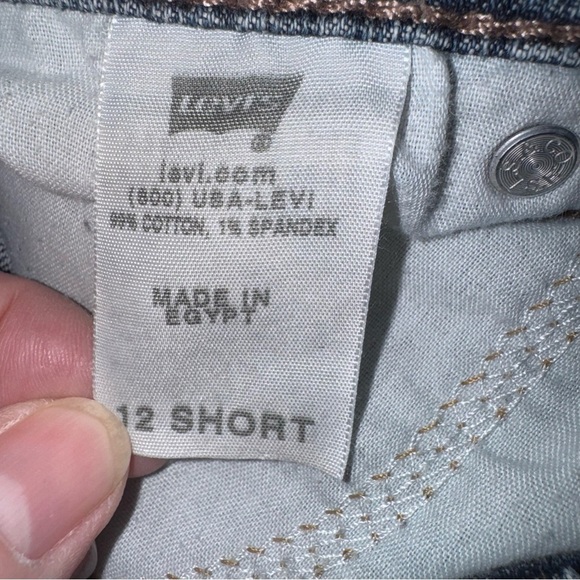 LEVI'S
®
levi.com
(800) USA-LEVI
99% COTTON, 1% SPANDEX
MADE IN
EGYPT
12 SHORT